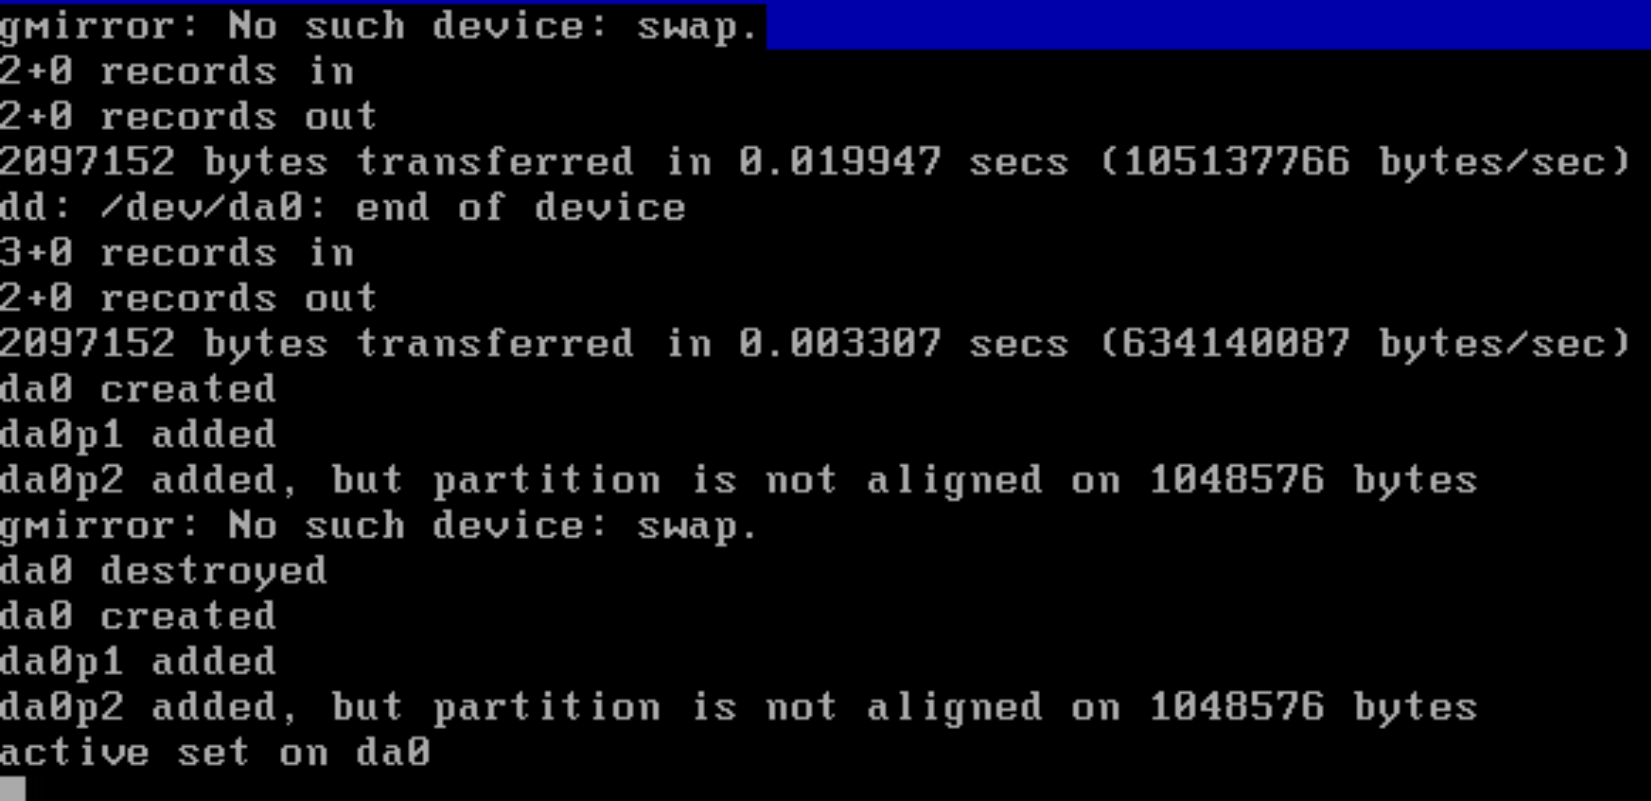 gmirror: No such device: swap.
2+0 records in
2+0 records out
2097152 bytes transferred in 0.019947 secs (105137766 bytes/sec)
dd: /dev/da0: end of device
3+0 records in
2+0 records out
2097152 bytes transferred in 0.003307 secs (634140087 bytes/sec)
da0 created
da0p1 added
da0p2 added, but partition is not aligned on 1048576 bytes
gmirror: No such device: swap.
da0 destroyed
da0 created
da0p1 added
da0p2 added, but partition is not aligned on 1048576 bytes
active set on da0